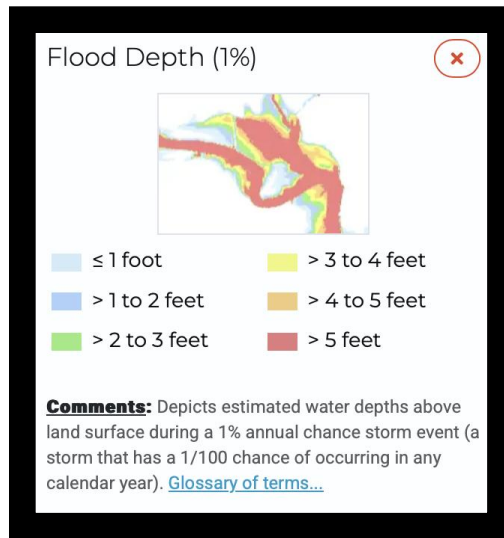 Flood Depth (1%)
≤ 1 foot
> 1 to 2 feet
> 2 to 3 feet
> 3 to 4 feet
> 4 to 5 feet
> 5 feet
Comments: Depicts estimated water depths above
land surface during a 1% annual chance storm event (a
storm that has a 1/100 chance of occurring in any
calendar year). Glossary of terms...